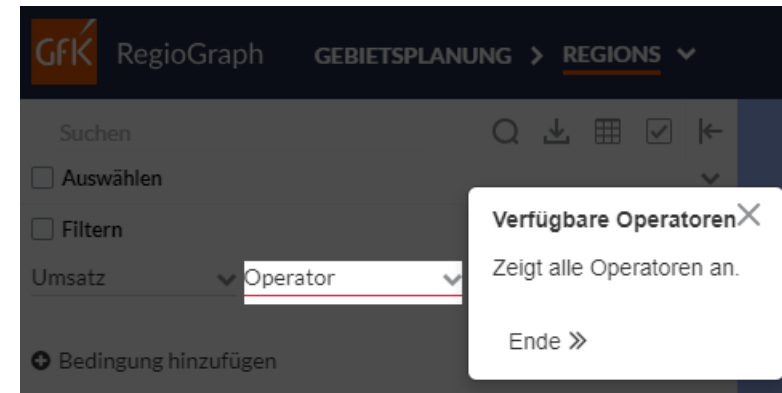 GfK RegioGraph GEBIETSPLANUNG > REGIONS
Suchen
Auswählen
Filtern
Umsatz Operator
Bedingung hinzufügen
Verfügbare Operatoren
Zeigt alle Operatoren an.
Ende »